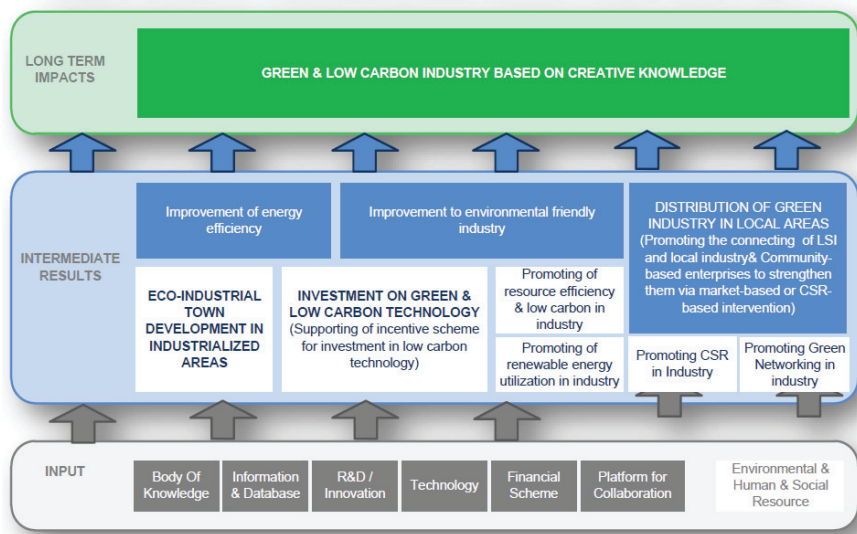 LONG TERM
IMPACTS
GREEN & LOW CARBON INDUSTRY BASED ON CREATIVE KNOWLEDGE
INTERMEDIATE
RESULTS
Improvement of energy
efficiency
Improvement to environmental friendly
industry
DISTRIBUTION OF GREEN
INDUSTRY IN LOCAL AREAS
(Promoting the connecting of LSI
and local industry& Community-
based enterprises to strengthen
them via market-based or CSR-
based intervention)
ECO-INDUSTRIAL
TOWN
DEVELOPMENT IN
INDUSTRIALIZED
AREAS
INVESTMENT ON GREEN &
LOW CARBON TECHNOLOGY
(Supporting of incentive scheme
for investment in low carbon
technology)
Promoting of
resource efficiency
& low carbon in
industry
Promoting of
renewable energy
utilization in industry
Promoting CSR
in Industry
Promoting Green
Networking in
industry
INPUT
Body Of
Knowledge
Information
& Database
R&D /
Innovation
Technology
Financial
Scheme
Platform for
Collaboration
Environmental &
Human & Social
Resource